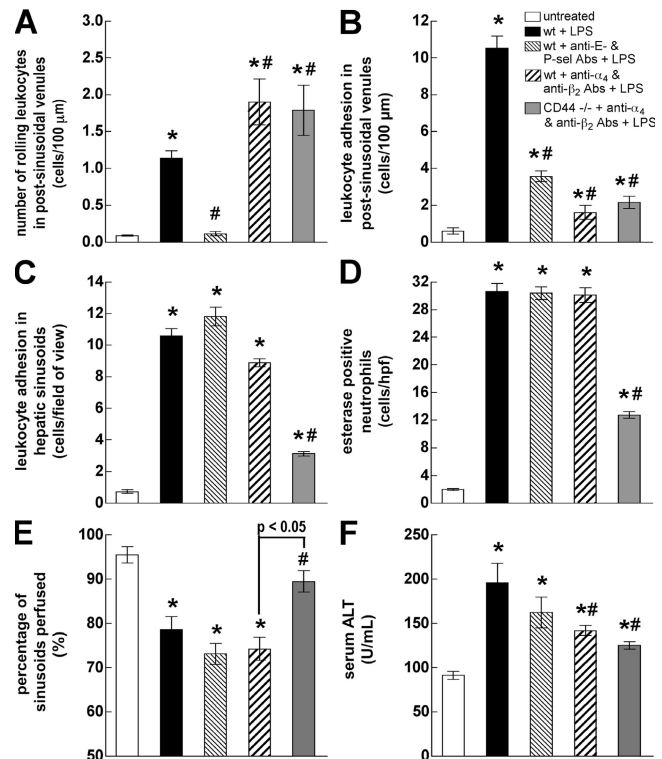 A
number of rolling leukocytes
in post-sinusoidal venules
(cells/100 µm)
3.0
2.5
2.0
1.5
1.0
0.5
0.0
*
#
*#
*#
B
leukocyte adhesion in
post-sinusoidal venules
(cells/100 µm)
12
10
8
6
4
2
0
*
*#
*#
*#
untreated
wt + LPS
wt + anti-E- &
P-sel Abs + LPS
wt + anti-α4 &
anti-β2 Abs + LPS
CD44 -/- + anti-α4
& anti-β2 Abs + LPS
C
leukocyte adhesion in
hepatic sinusoids
(cells/field of view)
14
12
10
8
6
4
2
0
*
*
*
*#
D
esterase positive
neutrophils
(cells/hpf)
32
28
24
20
16
12
8
4
0
*
*
*
*#
E
percentage of
sinusoids perfused
(%)
100
90
80
70
60
50
*
*
*
p < 0.05
#
F
serum ALT
(U/mL)
250
200
150
100
50
0
*
*
*#
*#